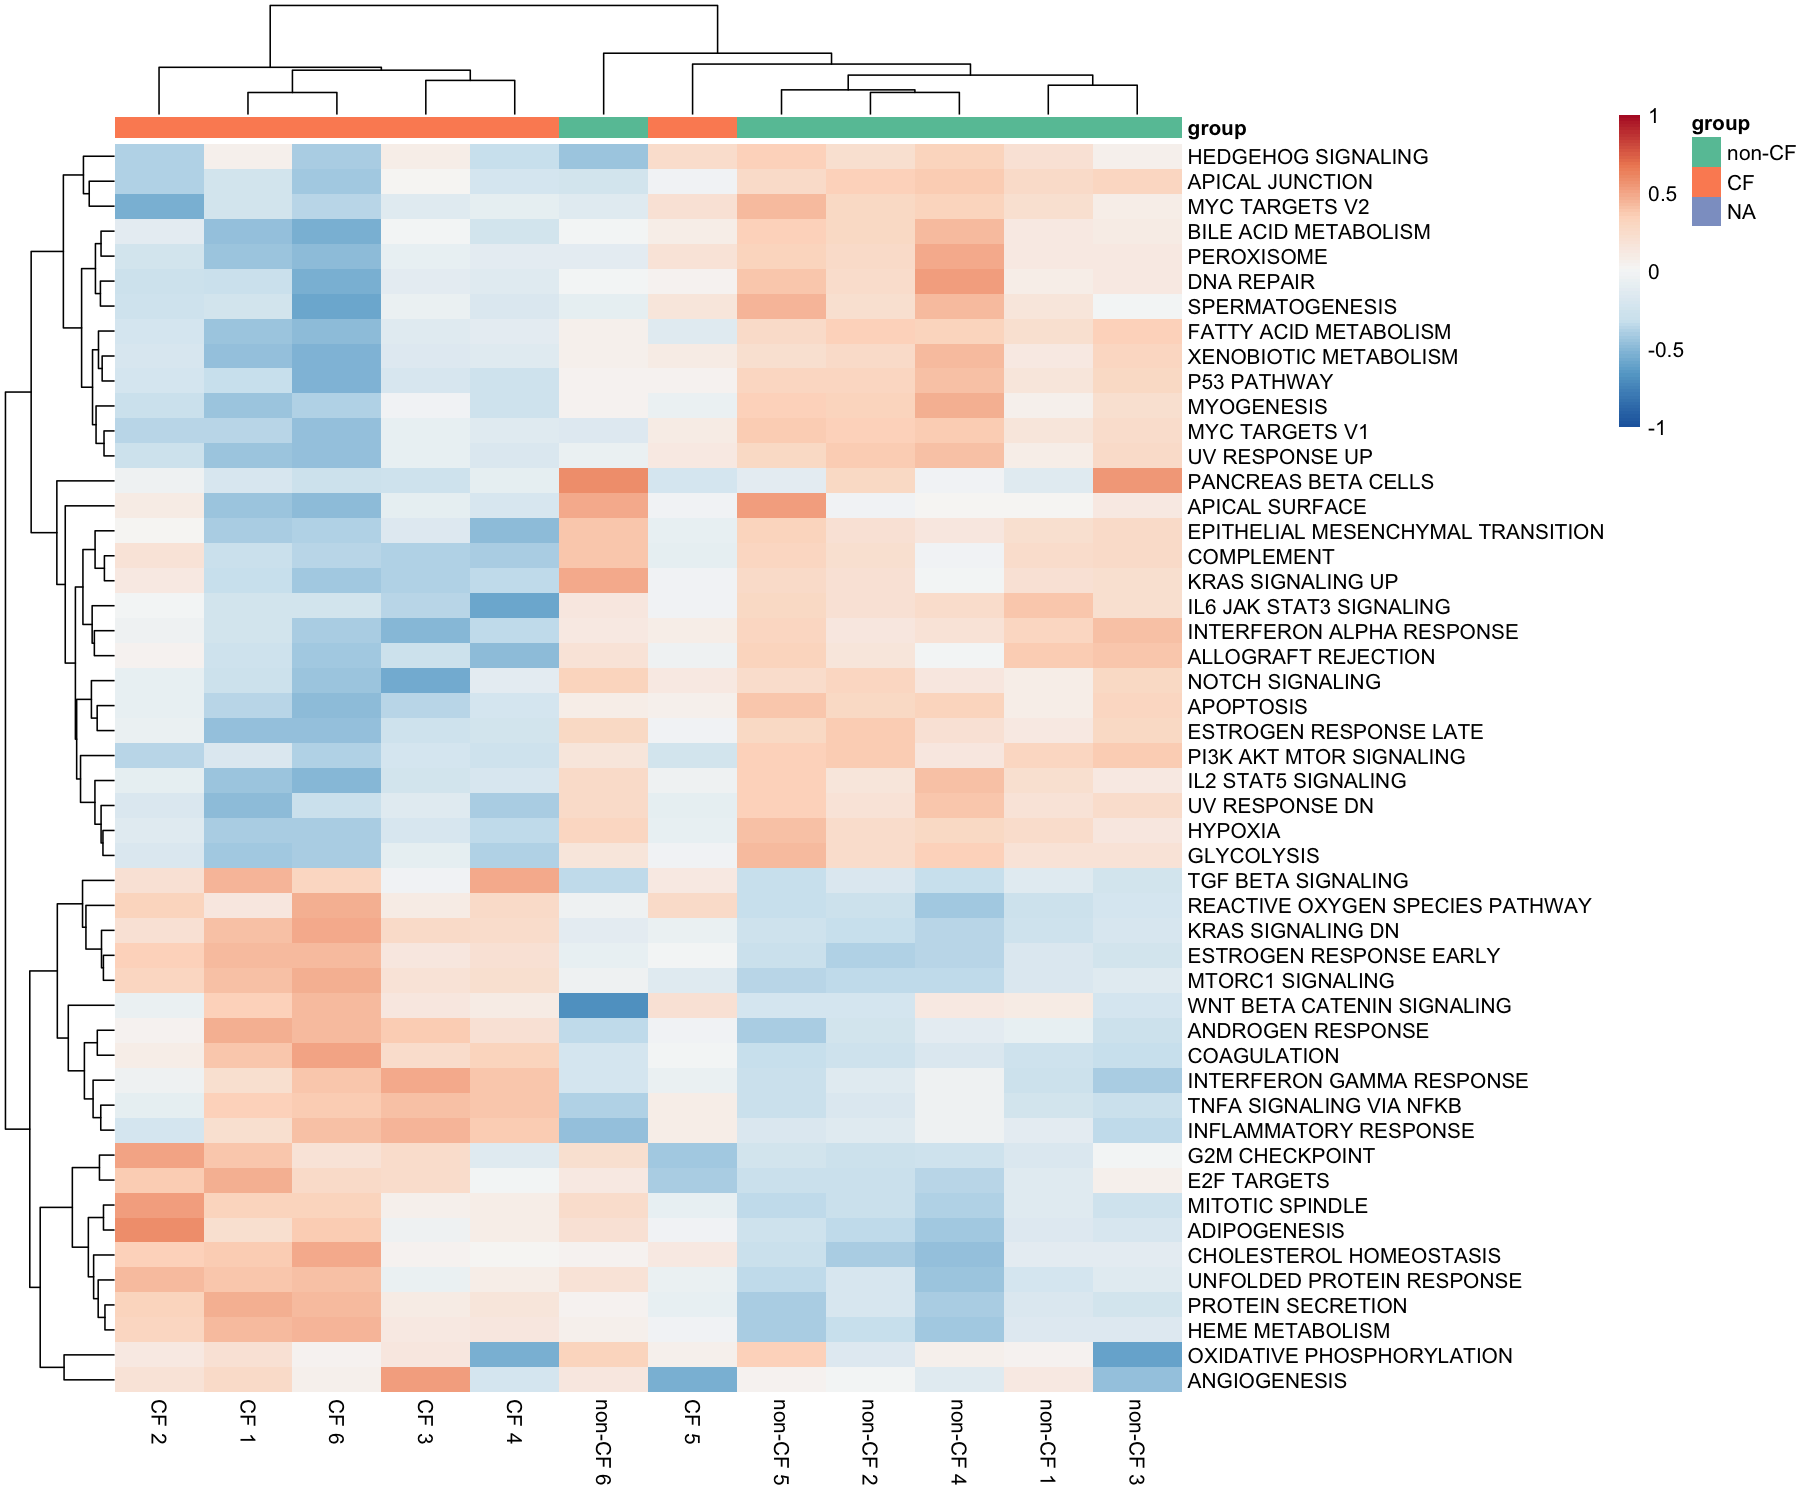 group
HEDGEHOG SIGNALING
APICAL JUNCTION
MYC TARGETS V2
BILE ACID METABOLISM
PEROXISOME
DNA REPAIR
SPERMATOGENESIS
FATTY ACID METABOLISM
XENOBIOTIC METABOLISM
P53 PATHWAY
MYOGENESIS
MYC TARGETS V1
UV RESPONSE UP
PANCREAS BETA CELLS
APICAL SURFACE
EPITHELIAL MESENCHYMAL TRANSITION
COMPLEMENT
KRAS SIGNALING UP
IL6 JAK STAT3 SIGNALING
INTERFERON ALPHA RESPONSE
ALLOGRAFT REJECTION
NOTCH SIGNALING
APOPTOSIS
ESTROGEN RESPONSE LATE
PI3K AKT MTOR SIGNALING
IL2 STAT5 SIGNALING
UV RESPONSE DN
HYPOXIA
GLYCOLYSIS
TGF BETA SIGNALING
REACTIVE OXYGEN SPECIES PATHWAY
KRAS SIGNALING DN
ESTROGEN RESPONSE EARLY
MTORC1 SIGNALING
WNT BETA CATENIN SIGNALING
ANDROGEN RESPONSE
COAGULATION
INTERFERON GAMMA RESPONSE
TNFA SIGNALING VIA NFKB
INFLAMMATORY RESPONSE
G2M CHECKPOINT
E2F TARGETS
MITOTIC SPINDLE
ADIPOGENESIS
CHOLESTEROL HOMEOSTASIS
UNFOLDED PROTEIN RESPONSE
PROTEIN SECRETION
HEME METABOLISM
OXIDATIVE PHOSPHORYLATION
ANGIOGENESIS
CF 2
CF 1
CF 6
CF 3
CF 4
non-CF 6
CF 5
non-CF 5
non-CF 2
non-CF 4
non-CF 1
non-CF 3
1
0.5
0
-0.5
-1
group
non-CF
CF
NA